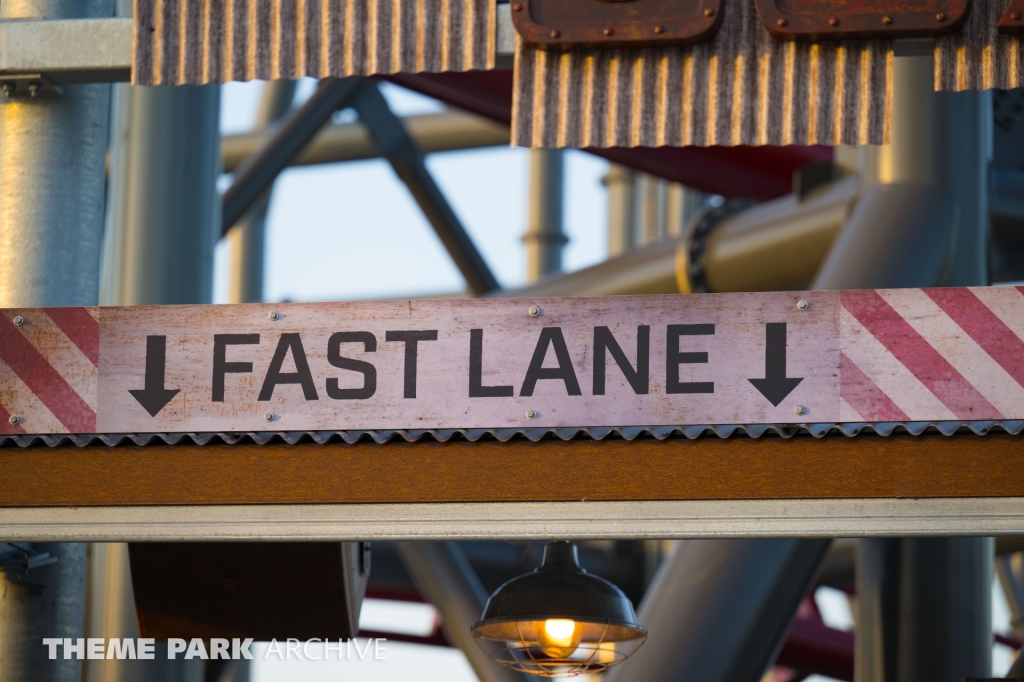 ↓ FAST LANE ↓
THEME PARK ARCHIVE